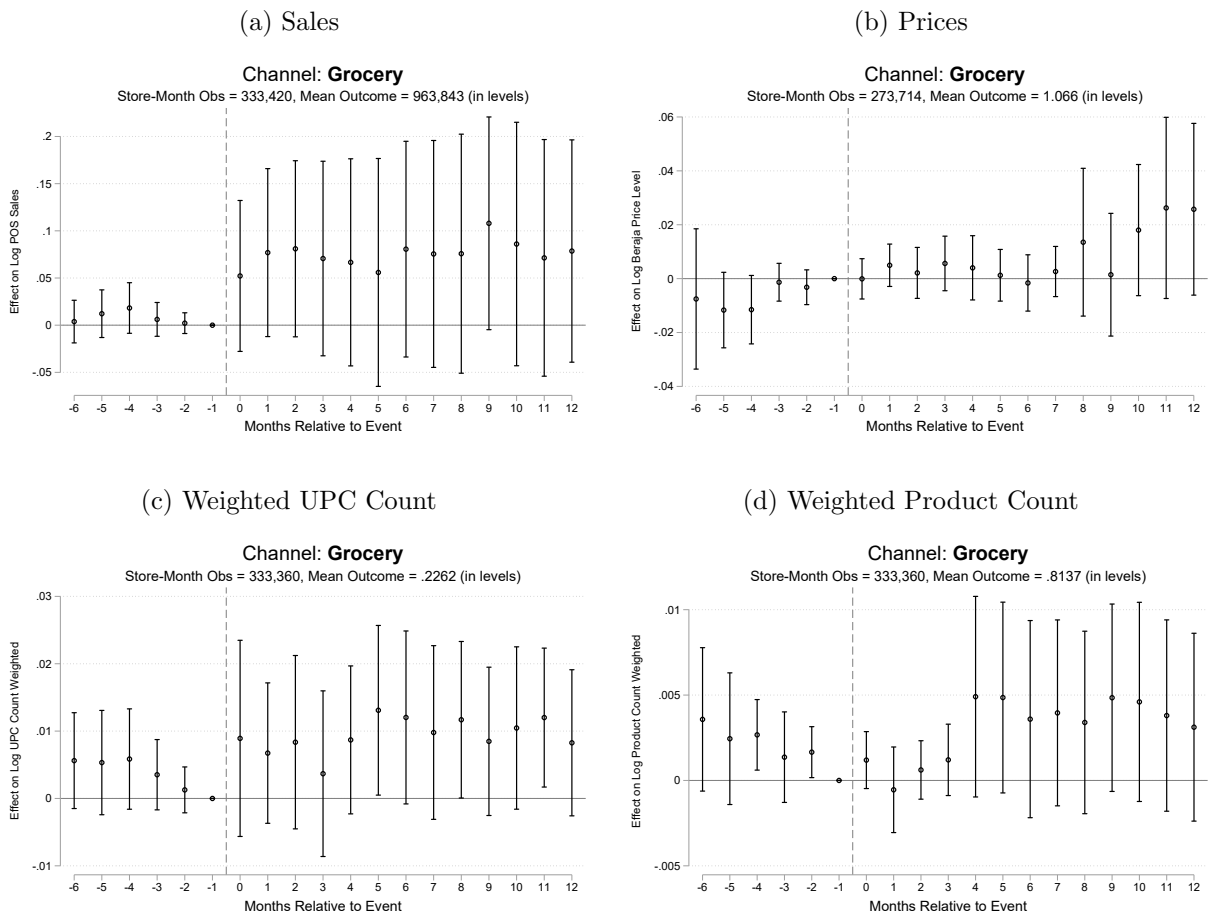 (a) Sales
Channel: Grocery
Store-Month Obs = 333,420, Mean Outcome = 963,843 (in levels)
Effect on Log POS Sales
.2
.15
.1
.05
0
-.05
-6 -5 -4 -3 -2 -1 0 1 2 3 4 5 6 7 8 9 10 11 12
Months Relative to Event
(b) Prices
Channel: Grocery
Store-Month Obs = 273,714, Mean Outcome = 1.066 (in levels)
Effect on Log Beraja Price Level
.06
.04
.02
0
-.02
-.04
-6 -5 -4 -3 -2 -1 0 1 2 3 4 5 6 7 8 9 10 11 12
Months Relative to Event
(c) Weighted UPC Count
Channel: Grocery
Store-Month Obs = 333,360, Mean Outcome = .2262 (in levels)
Effect on Log UPC Count Weighted
.03
.02
.01
0
-.01
-6 -5 -4 -3 -2 -1 0 1 2 3 4 5 6 7 8 9 10 11 12
Months Relative to Event
(d) Weighted Product Count
Channel: Grocery
Store-Month Obs = 333,360, Mean Outcome = .8137 (in levels)
Effect on Log Product Count Weighted
.01
.005
0
-.005
-6 -5 -4 -3 -2 -1 0 1 2 3 4 5 6 7 8 9 10 11 12
Months Relative to Event